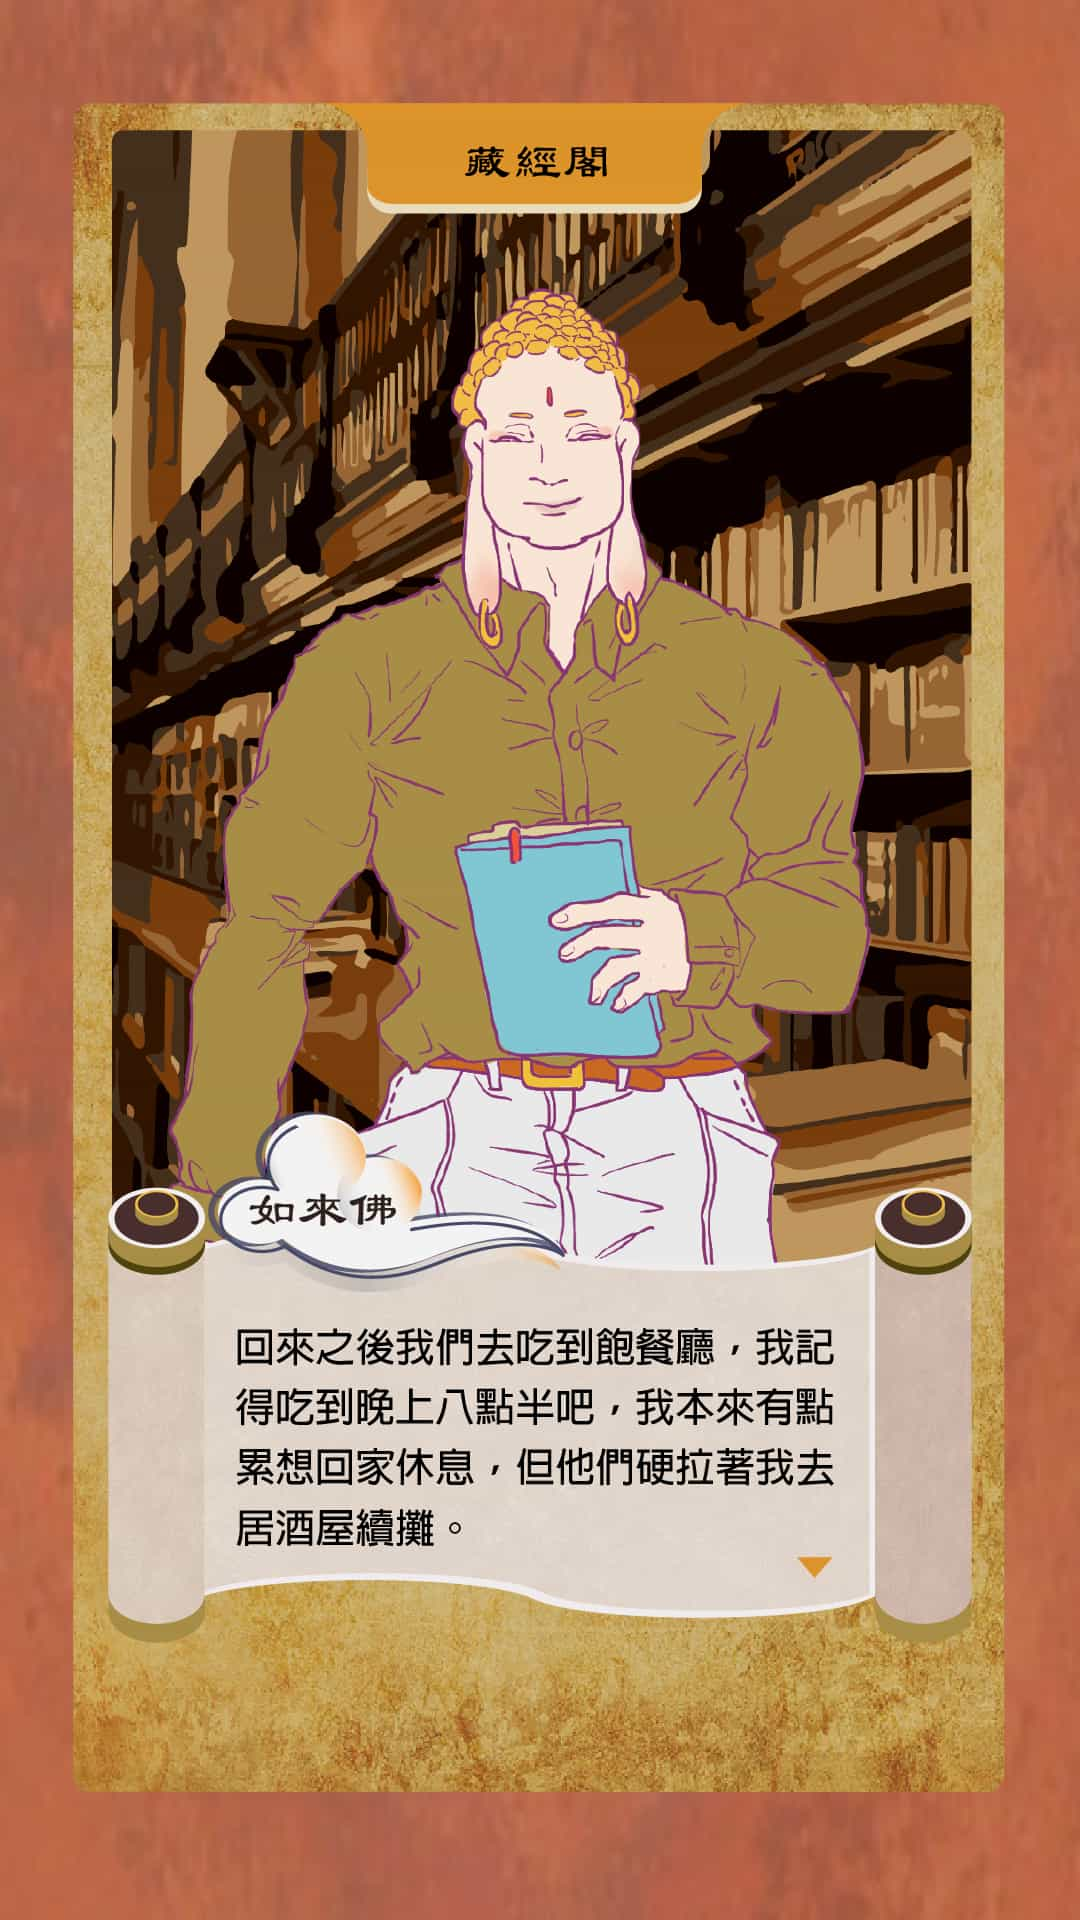 藏經閣
如來佛
回來之後我們去吃到飽餐廳，我記
得吃到晚上八點半吧，我本來有點
累想回家休息，但他們硬拉著我去
居酒屋續攤。